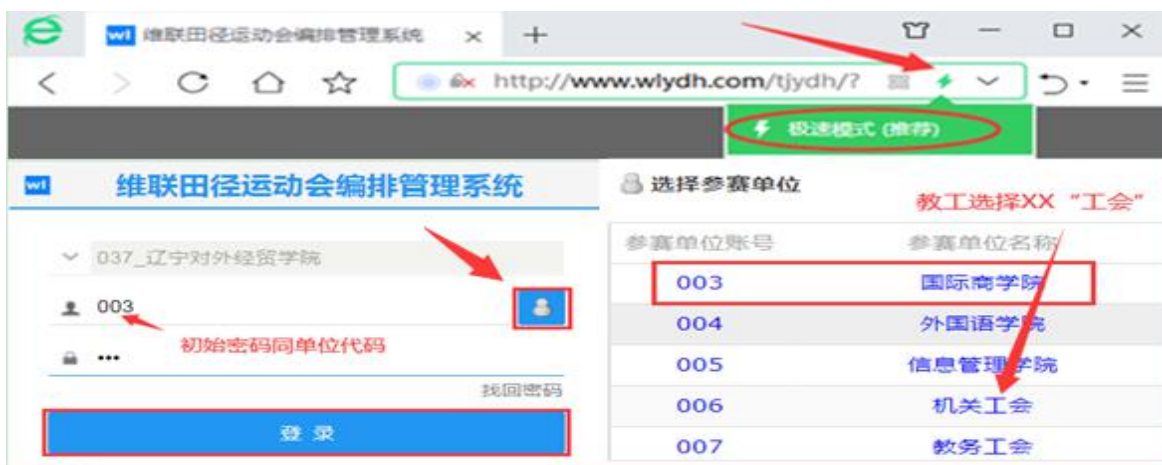 wl 维联田径运动会编排管理系统
http://www.wlydh.com/tjydh/?
极速模式 (推荐)
wl 维联田径运动会编排管理系统
037_辽宁对外经贸学院
003
初始密码同单位代码
•••
找回密码
登 录
选择参赛单位
教工选择XX“工会”
参赛单位账号 参赛单位名称
003 国际商学院
004 外国语学院
005 信息管理学院
006 机关工会
007 教务工会